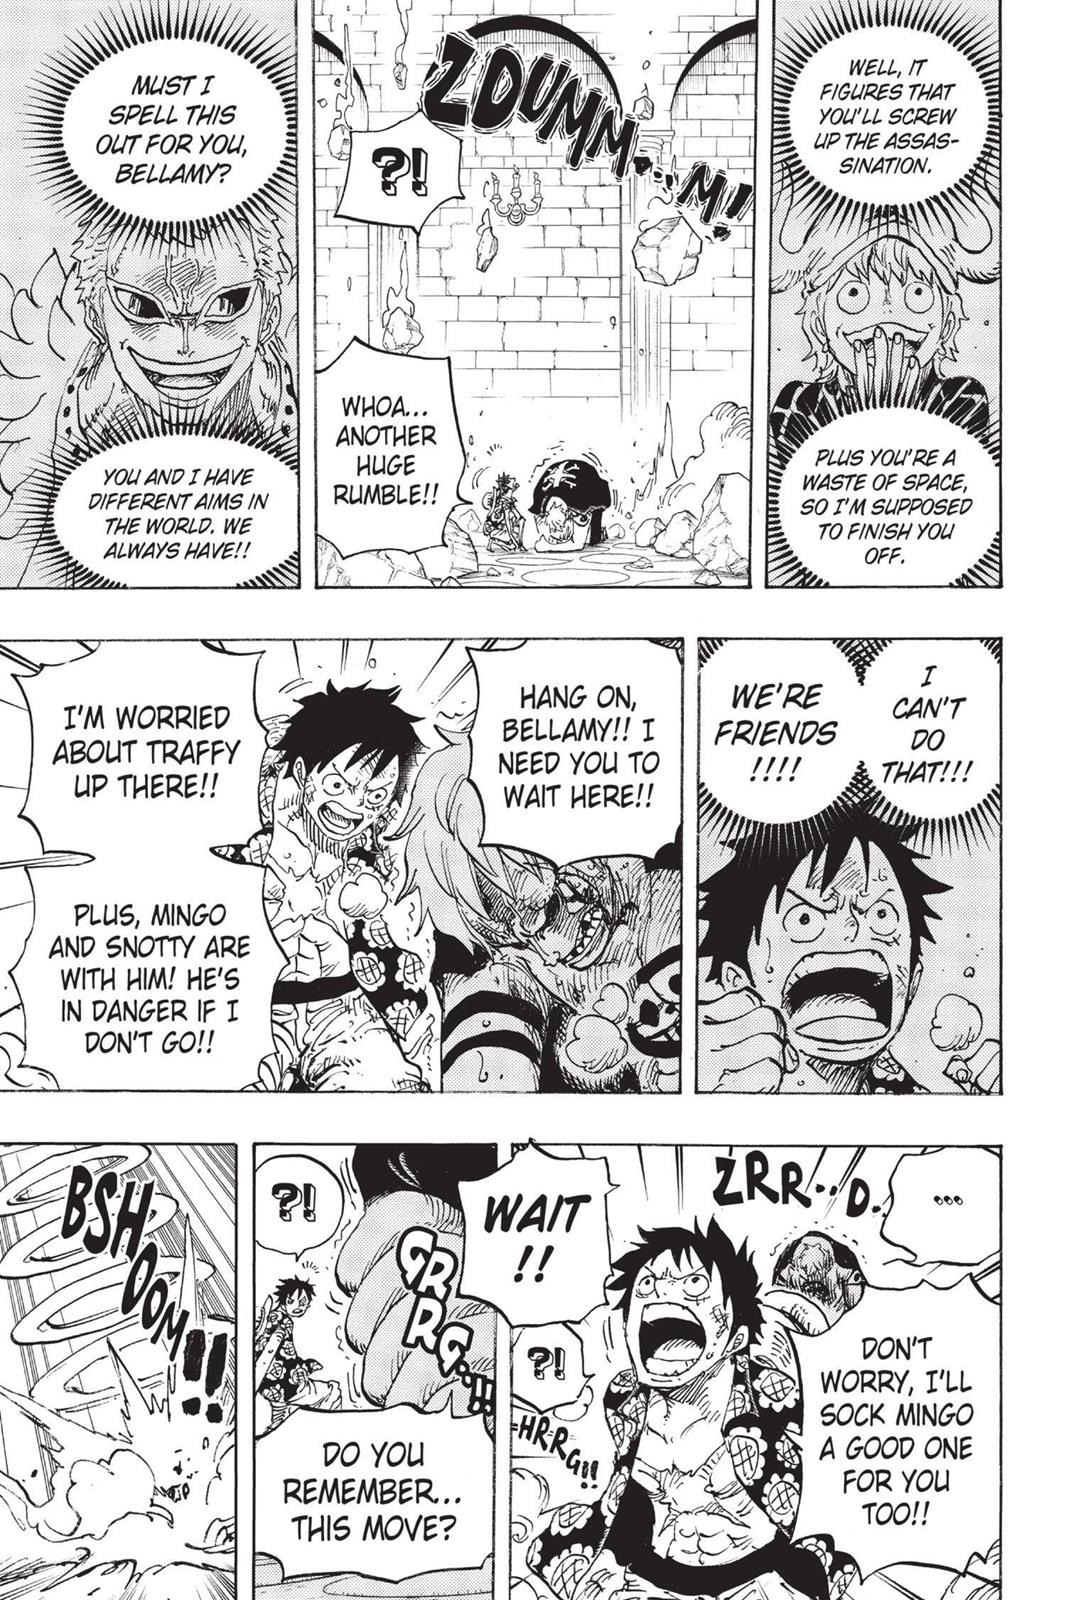 WELL, IT
FIGURES THAT
YOU'LL SCREW
UP THE ASSAS-
SINATION.
PLUS YOU'RE A
WASTE OF SPACE,
SO I'M SUPPOSED
TO FINISH YOU
OFF.
ZDUMM...M!
?!
WHOA...
ANOTHER
HUGE
RUMBLE!!
MUST I
SPELL THIS
OUT FOR YOU,
BELLAMY?
YOU AND I HAVE
DIFFERENT AIMS IN
THE WORLD. WE
ALWAYS HAVE!!
I
CAN'T
DO
THAT!!!
WE'RE
FRIENDS
!!!!
HANG ON,
BELLAMY!! I
NEED YOU TO
WAIT HERE!!
I'M WORRIED
ABOUT TRAFFY
UP THERE!!
PLUS, MINGO
AND SNOTTY ARE
WITH HIM! HE'S
IN DANGER IF I
DON'T GO!!
...
ZRR..D.
DON'T
WORRY, I'LL
SOCK MINGO
A GOOD ONE
FOR YOU
TOO!!
WAIT
!!
?!
HRRG!!
GR
RRG..!!
?!
DO YOU
REMEMBER...
THIS MOVE?
BSHOOOM!!